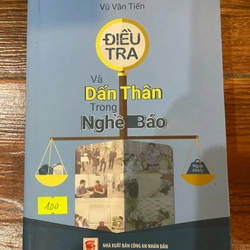 Vũ Văn Tiến
ĐIỀU
TRA
Và
Dấn Thân
Trong
Nghề Báo
100
NHÀ XUẤT BẢN CÔNG AN NHÂN DÂN